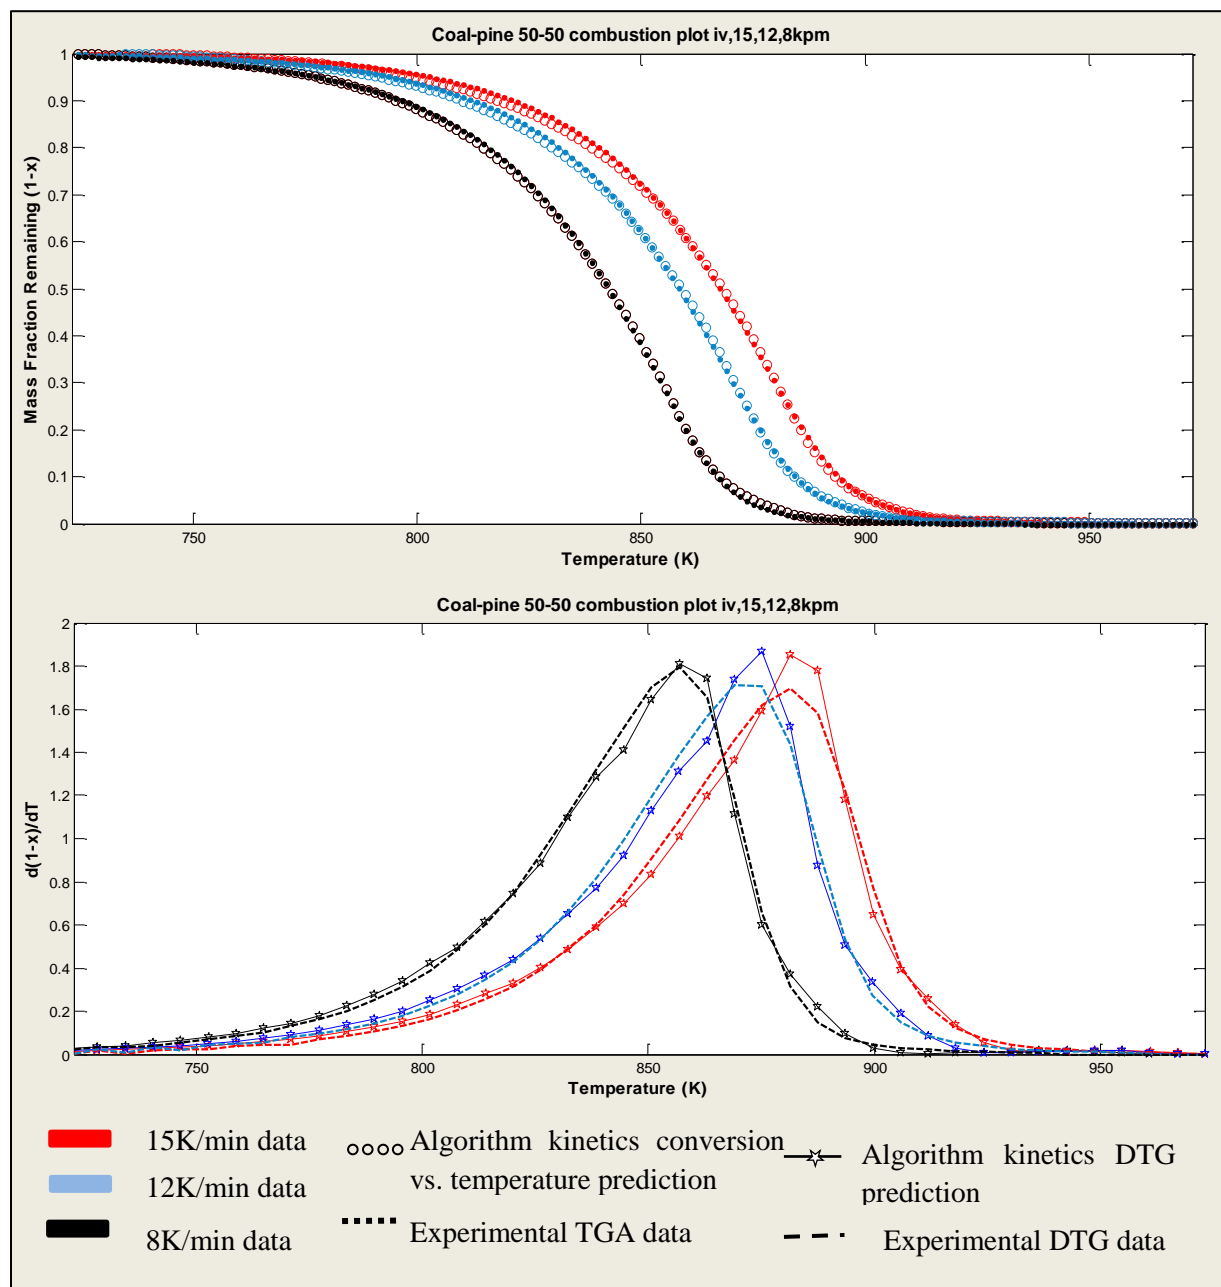 Coal-pine 50-50 combustion plot iv,15,12,8kpm
1
0.9
0.8
0.7
0.6
0.5
0.4
0.3
0.2
0.1
0
Mass Fraction Remaining (1-x)
750 800 850 900 950
Temperature (K)
Coal-pine 50-50 combustion plot iv,15,12,8kpm
2
1.8
1.6
1.4
1.2
1
0.8
0.6
0.4
0.2
0
d(1-x)/dT
750 800 850 900 950
Temperature (K)
15K/min data
12K/min data
8K/min data
Algorithm kinetics conversion
vs. temperature prediction
Experimental TGA data
Algorithm kinetics DTG
prediction
Experimental DTG data